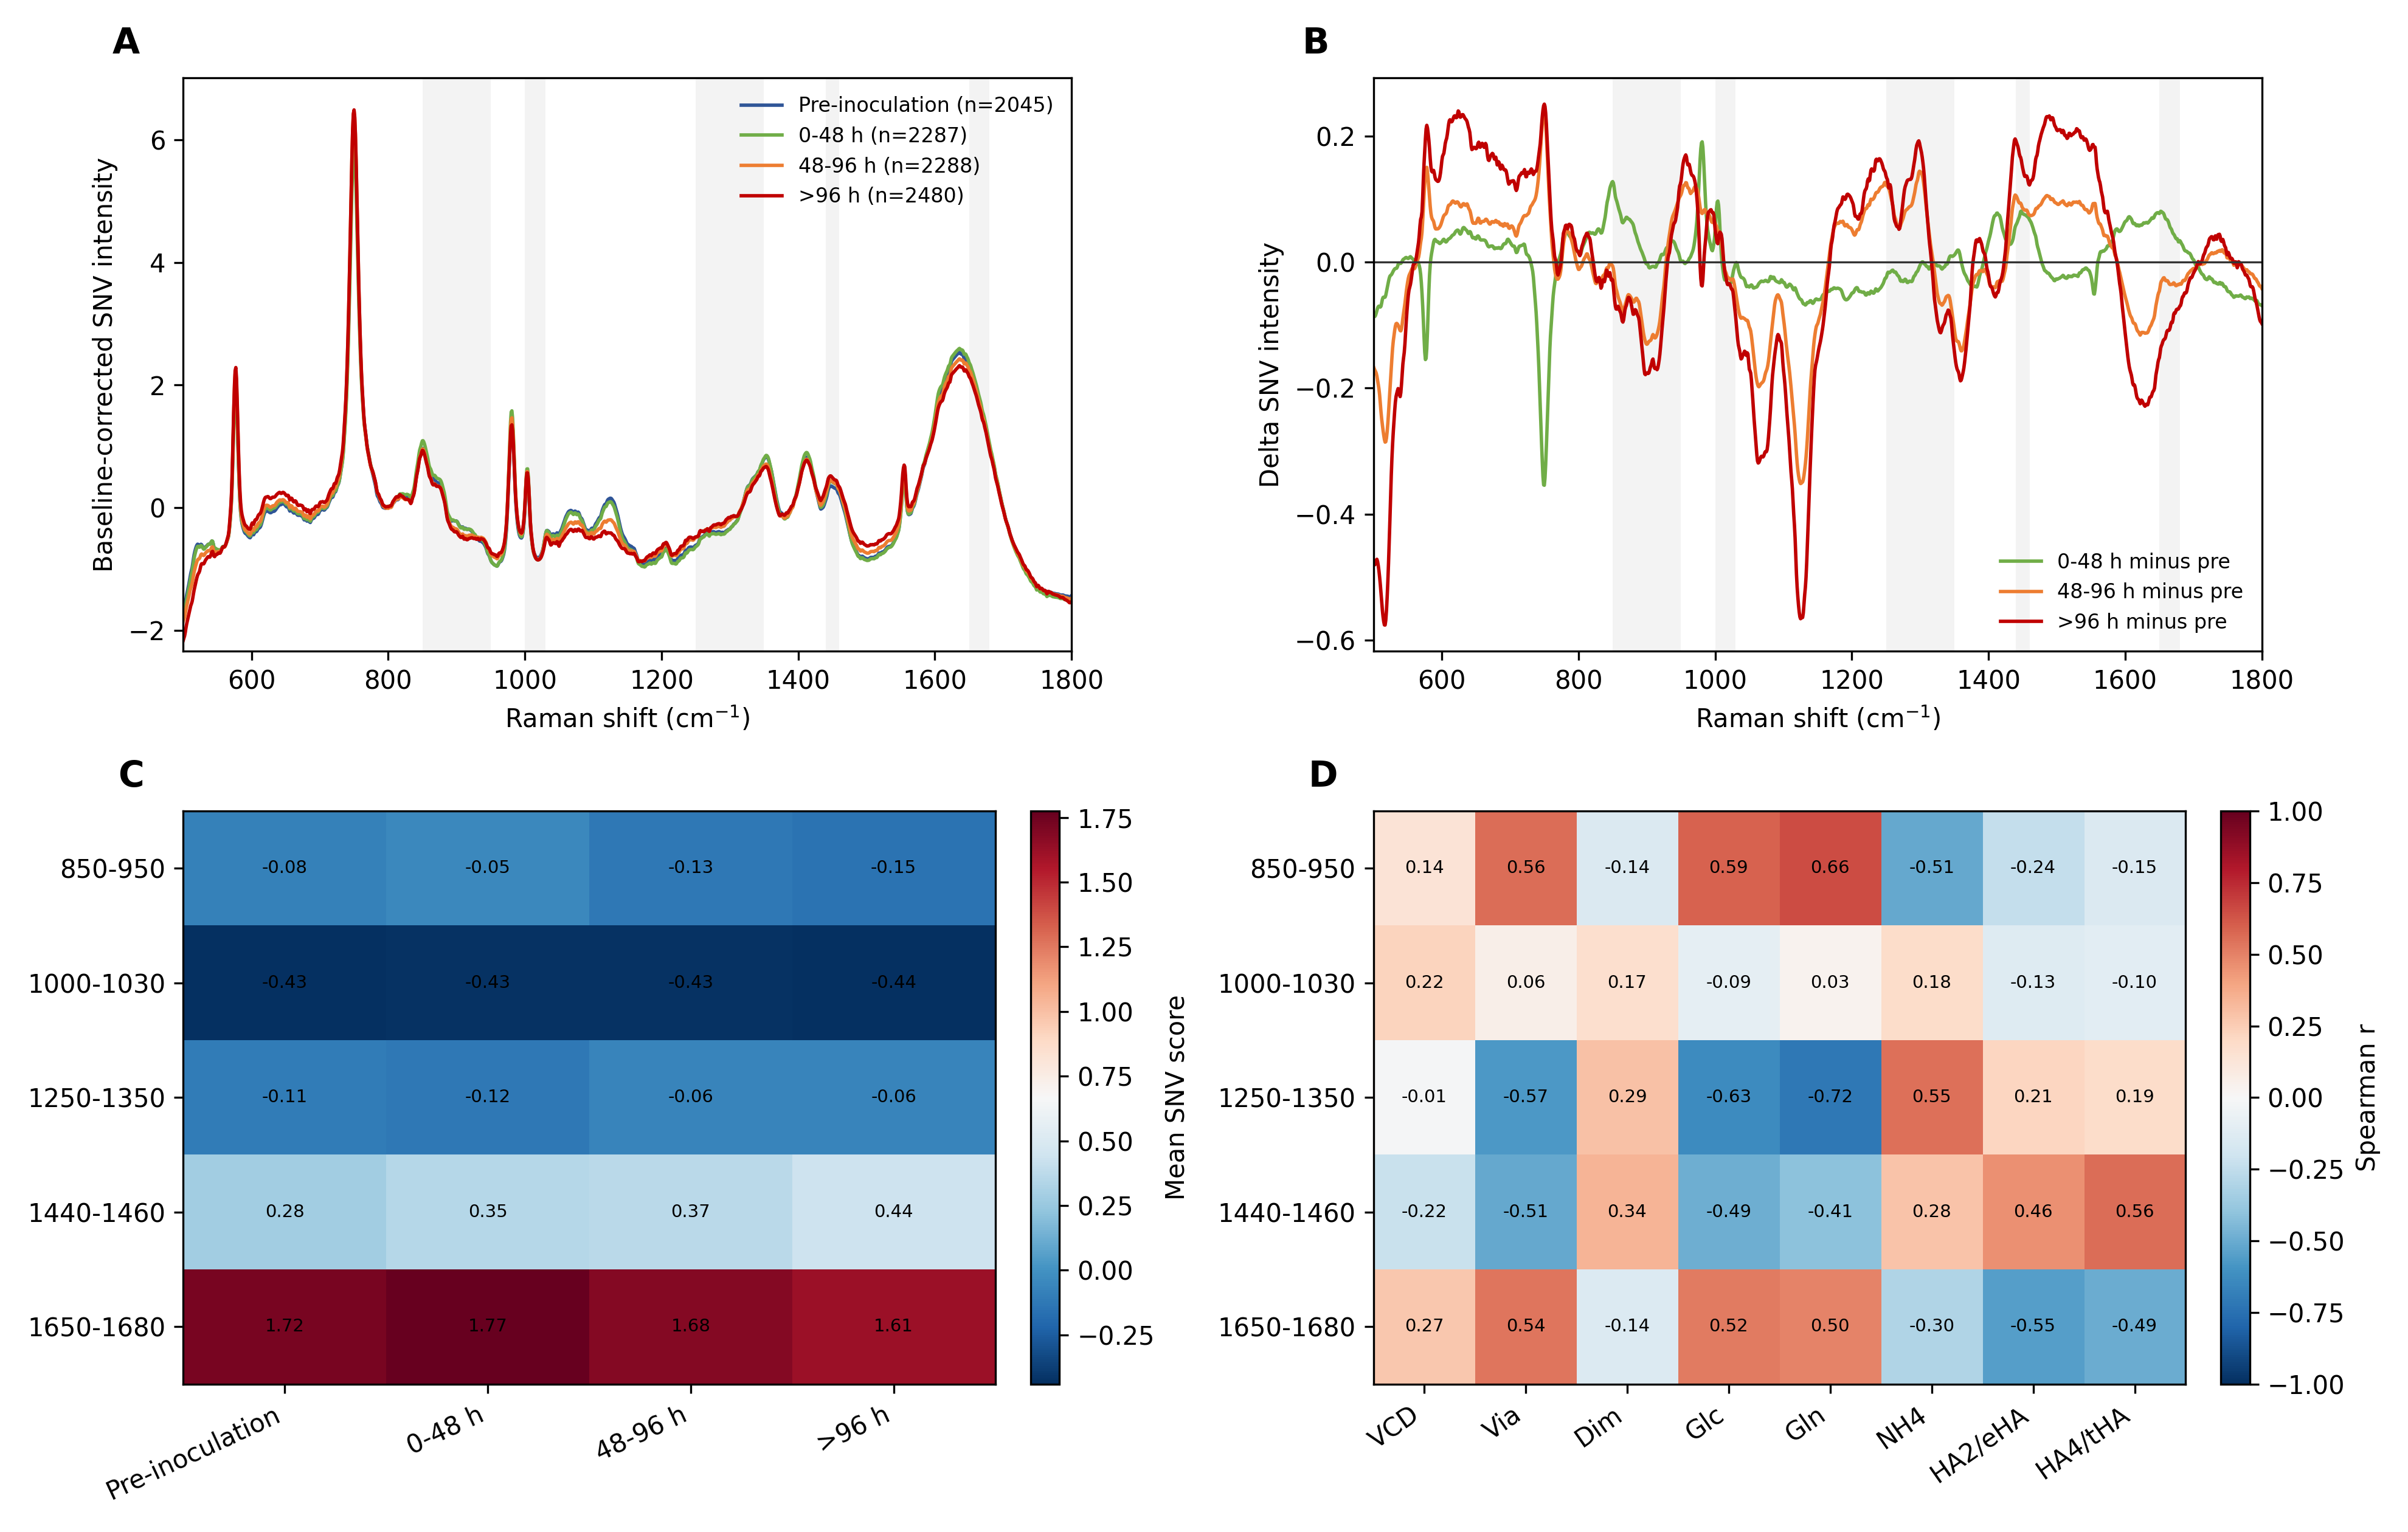 A
Baseline-corrected SNV intensity
6
4
2
0
−2
Pre-inoculation (n=2045)
0-48 h (n=2287)
48-96 h (n=2288)
>96 h (n=2480)
600 800 1000 1200 1400 1600 1800
Raman shift (cm⁻¹)
B
Delta SNV intensity
0.2
0.0
−0.2
−0.4
−0.6
0-48 h minus pre
48-96 h minus pre
>96 h minus pre
600 800 1000 1200 1400 1600 1800
Raman shift (cm⁻¹)
C
850-950 -0.08 -0.05 -0.13 -0.15
1000-1030 -0.43 -0.43 -0.43 -0.44
1250-1350 -0.11 -0.12 -0.06 -0.06
1440-1460 0.28 0.35 0.37 0.44
1650-1680 1.72 1.77 1.68 1.61
Pre-inoculation 0-48 h 48-96 h >96 h
1.75
1.50
1.25
1.00
0.75
0.50
0.25
0.00
−0.25
Mean SNV score
D
850-950 0.14 0.56 -0.14 0.59 0.66 -0.51 -0.24 -0.15
1000-1030 0.22 0.06 0.17 -0.09 0.03 0.18 -0.13 -0.10
1250-1350 -0.01 -0.57 0.29 -0.63 -0.72 0.55 0.21 0.19
1440-1460 -0.22 -0.51 0.34 -0.49 -0.41 0.28 0.46 0.56
1650-1680 0.27 0.54 -0.14 0.52 0.50 -0.30 -0.55 -0.49
VCD Via Dim Glc Gln NH4 HA2/eHA HA4/tHA
1.00
0.75
0.50
0.25
0.00
−0.25
−0.50
−0.75
−1.00
Spearman r